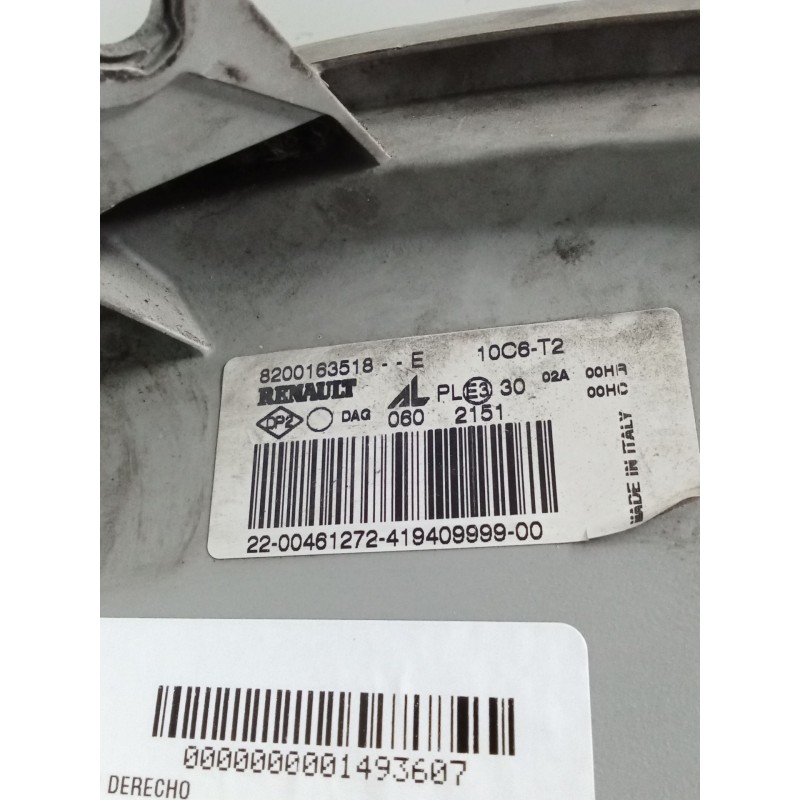 8200163518 - - E 10C6-T2
RENAULT AL PL E3 30 02A 00HR
DP2 DAG 060 2151 00HC
MADE IN ITALY
22-00461272-419409999-00
0000000001493607
DERECHO